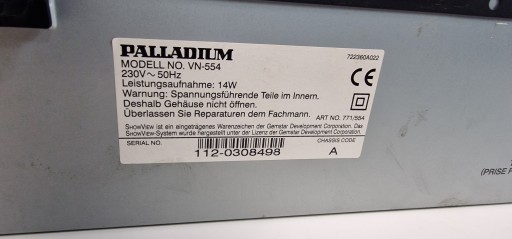 PALLADIUM
722360A022
MODELL NO. VN-554
230V~50Hz
Leistungsaufnahme: 14W
Warnung: Spannungsführende Teile im Innern.
Deshalb Gehäuse nicht öffnen.
Überlassen Sie Reparaturen dem Fachmann.
ART NO. 771/554
SHOWVIEW ist ein eingetragenes Warenzeichen der Gemstar Development Corporation. Das
SHOWVIEW-System wurde hergestellt unter der Lizenz der Gemstar Development Corporation.
SERIAL NO.
CHASSIS CODE
112-0308498
A
(PRISE